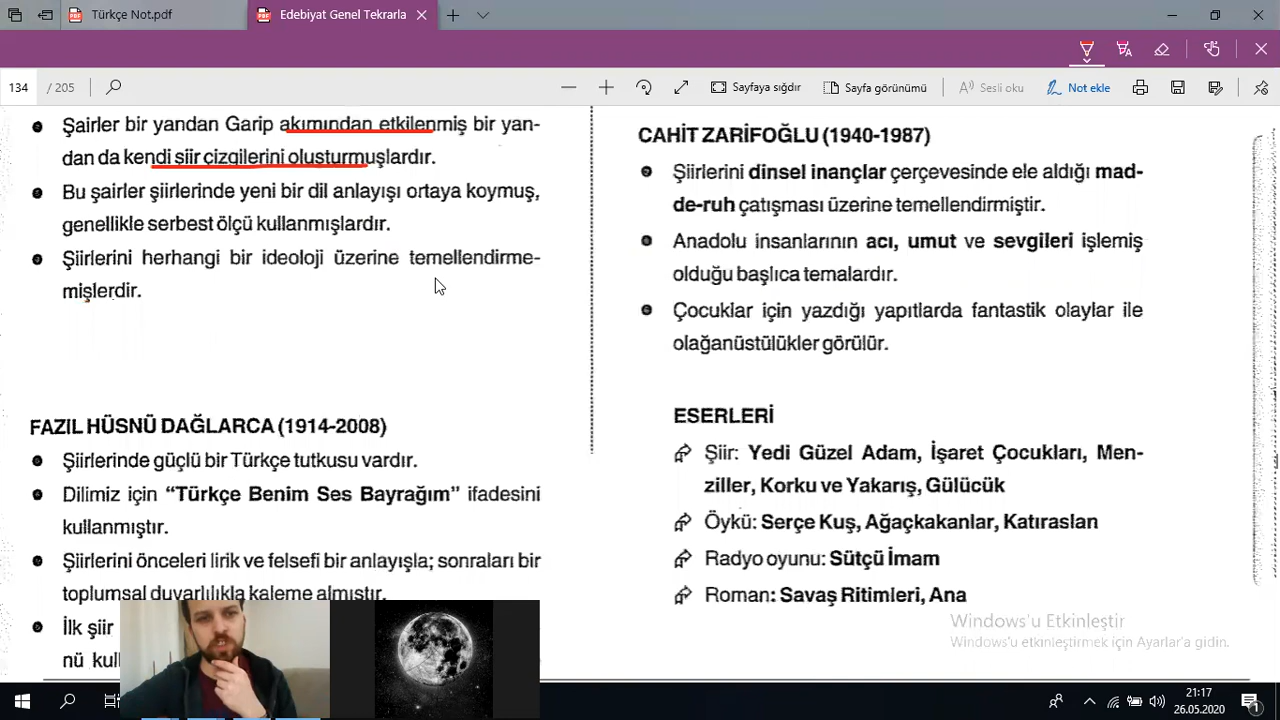 Türkçe Not.pdf
Edebiyat Genel Tekrarla
134 / 205
Sayfaya sığdır
Sayfa görünümü
Sesli oku
Not ekle
Şairler bir yandan Garip akımından etkilenmiş bir yan-
dan da kendi şiir çizgilerini oluşturmuşlardır.
Bu şairler şiirlerinde yeni bir dil anlayışı ortaya koymuş,
genellikle serbest ölçü kullanmışlardır.
Şiirlerini herhangi bir ideoloji üzerine temellendirme-
mişlerdir.
FAZIL HÜSNÜ DAĞLARCA (1914-2008)
Şiirlerinde güçlü bir Türkçe tutkusu vardır.
Dilimiz için "Türkçe Benim Ses Bayrağım" ifadesini
kullanmıştır.
Şiirlerini önceleri lirik ve felsefi bir anlayışla; sonraları bir
toplumsal duyarlılıkla kaleme almıştır.
İlk şiir
nü kul
CAHİT ZARİFOĞLU (1940-1987)
Şiirlerini dinsel inançlar çerçevesinde ele aldığı mad-
de-ruh çatışması üzerine temellendirmiştir.
Anadolu insanlarının acı, umut ve sevgileri işlemiş
olduğu başlıca temalardır.
Çocuklar için yazdığı yapıtlarda fantastik olaylar ile
olağanüstülükler görülür.
ESERLERİ
Şiir: Yedi Güzel Adam, İşaret Çocukları, Men-
ziller, Korku ve Yakarış, Gülücük
Öykü: Serçe Kuş, Ağaçkakanlar, Katıraslan
Radyo oyunu: Sütçü İmam
Roman: Savaş Ritimleri, Ana
Windows'u Etkinleştir
Windows'u etkinleştirmek için Ayarlar'a gidin.
21:17
26.05.2020